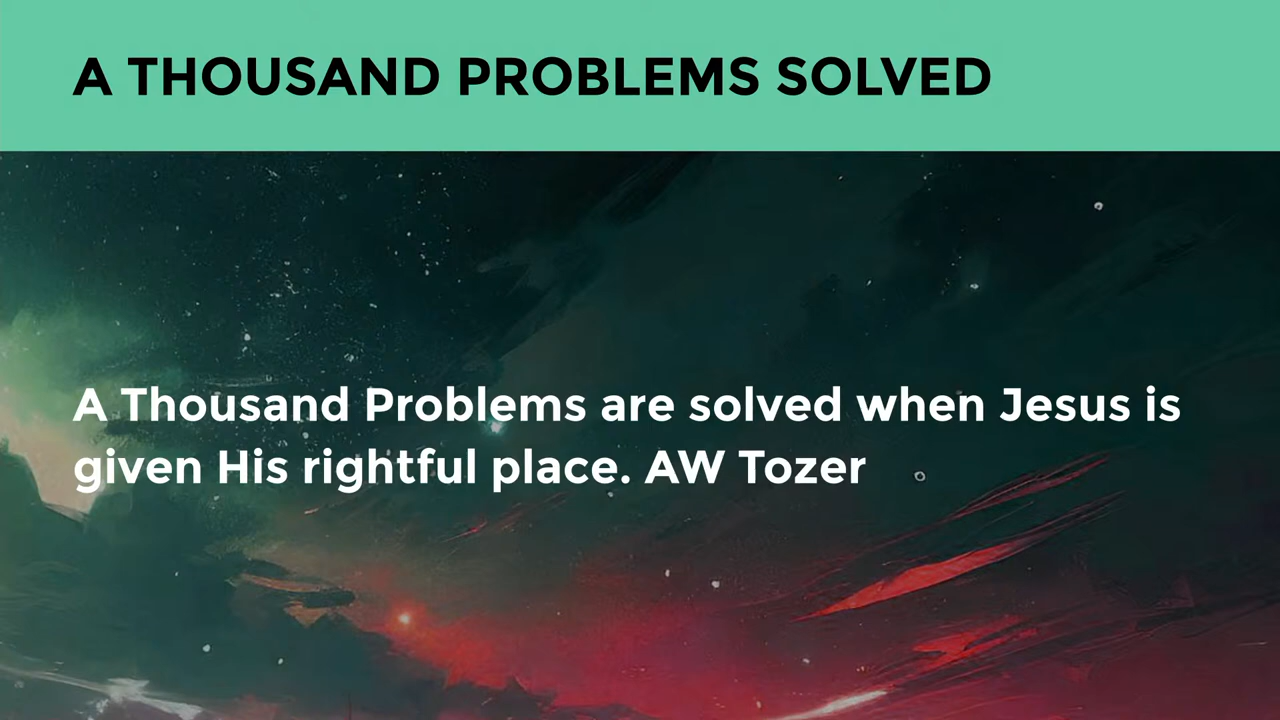 A THOUSAND PROBLEMS SOLVED
A Thousand Problems are solved when Jesus is
given His rightful place. AW Tozer